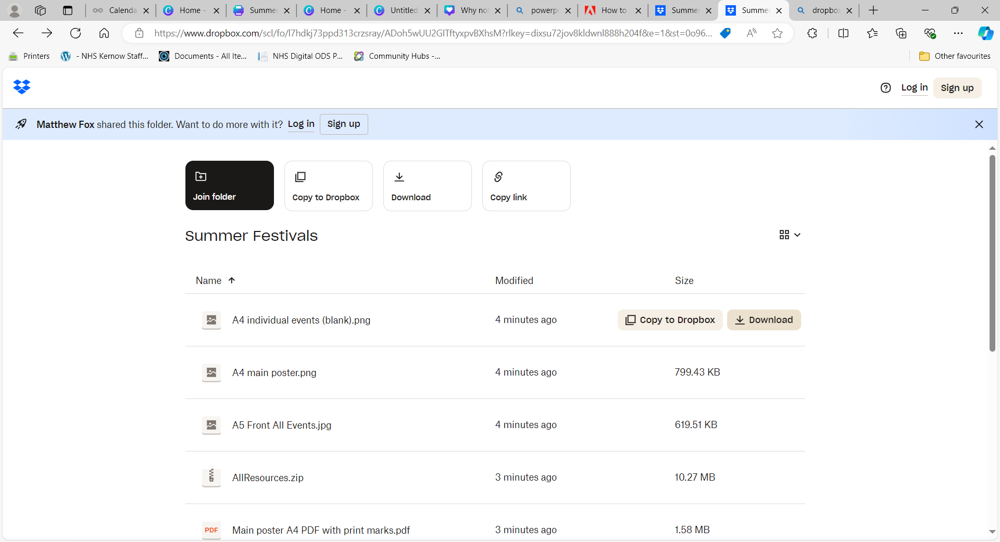 Calenda
Home -
Summer
Home -
Untitled
Why no
powerp
How to
Summer
Summer
dropbox
https://www.dropbox.com/scl/fo/l7hdkj73ppd313crzsray/ADoh5wUU2GITftyxpvBXhsM?rlkey=dixsu72jov8kldwnl888h204f&e=1&st=0o96...
Printers
- NHS Kernow Staff...
Documents - All Ite...
NHS Digital ODS P...
Community Hubs -...
Other favourites
Log in
Sign up
Matthew Fox shared this folder. Want to do more with it? Log in Sign up
Join folder
Copy to Dropbox
Download
Copy link
Summer Festivals
Name Modified Size
A4 individual events (blank).png 4 minutes ago Copy to Dropbox Download
A4 main poster.png 4 minutes ago 799.43 KB
A5 Front All Events.jpg 4 minutes ago 619.51 KB
AllResources.zip 3 minutes ago 10.27 MB
PDF Main poster A4 PDF with print marks.pdf 3 minutes ago 1.58 MB